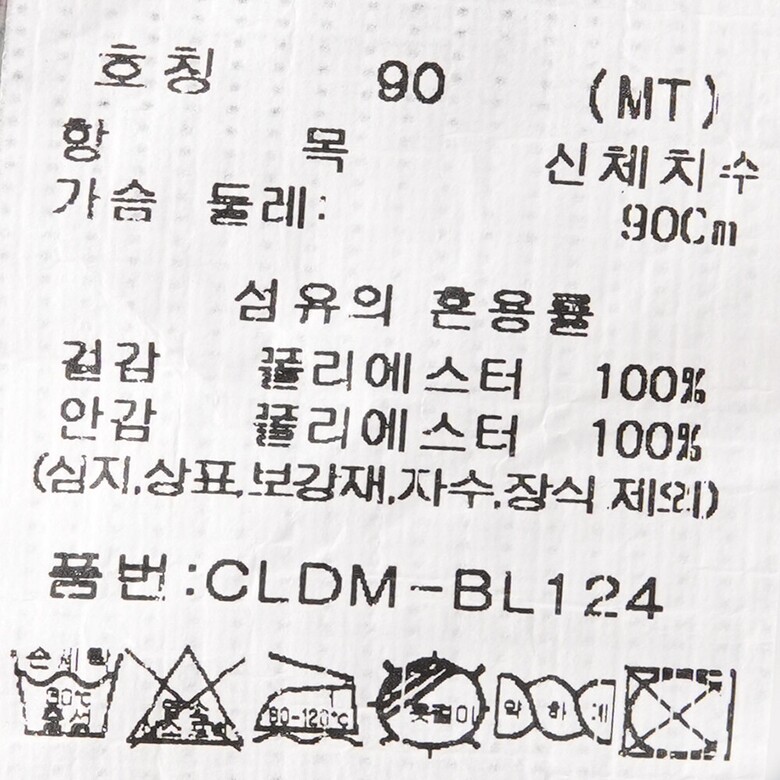 호칭 90 (MT)
항 목 신체치수
가슴 둘레: 90Cm
섬유의 혼용률
겉감 폴리에스터 100%
안감 폴리에스터 100%
(심지,상표,보강재,자수,장식 제외)
품번:CLDM-BL124
손세탁
중성
80-120℃
옷걸이
약하게